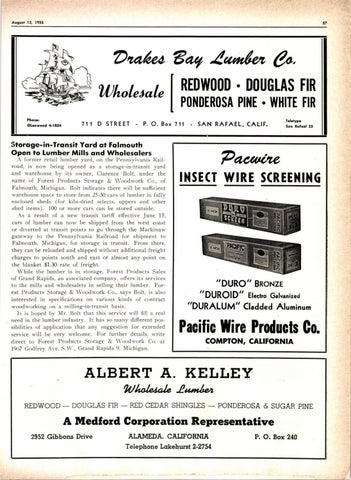 August 15, 1955
57
Drakes Bay Lumber Co.
Wholesale
REDWOOD • DOUGLAS FIR
PONDEROSA PINE • WHITE FIR
Phone:
Glenwood 4-1854
711 D STREET - P. O. Box 711 - SAN RAFAEL, CALIF.
Teletype
San Rafael 25
Storage-in-Transit Yard at Falmouth
Open to Lumber Mills and Wholesalers
A former retail lumber yard, on the Pennsylvania Rail-
road, is now being opened as a storage-in-transit yard
and warehouse by its owner, Clarence Bolt, under the
name of Forest Products Storage & Woodwork Co., of
Falmouth, Michigan. Bolt indicates there will be sufficient
warehouse space to store from 25-30 cars of lumber in fully
enclosed sheds (for kiln-dried selects, uppers and other
shed items). 100 or more cars can be stored outside.
As a result of a new transit tariff effective June 15,
cars of lumber can now be shipped from the west coast
or diverted at transit points to go through the Mackinaw
gateway to the Pennsylvania Railroad for shipment to
Falmouth, Michigan, for storage in transit. From there,
they can be reloaded and shipped without additional freight
charges to points south and east or almost any point on
the blanket $1.30 rate of freight.
While the lumber is in storage, Forest Products Sales
of Grand Rapids, an associated company, offers its services
to the mills and wholesalers in selling their lumber. For-
est Products Storage & Woodwork Co., says Bolt, is also
interested in specifications on various kinds of contract
woodworking on a milling-in-transit basis.
It is hoped by Mr. Bolt that this service will fill a real
need in the lumber industry. It has so many different pos-
sibilities of application that any suggestion for extended
service will be very welcome. For further details, write
direct to Forest Products Storage & Woodwork Co. at
1962 Godfrey Ave. S.W., Grand Rapids 9, Michigan.
Pacwire
INSECT WIRE SCREENING
DURO
SCREEN
PACIFIC
"DURO" BRONZE
"DUROID" Electro Galvanized
"DURALUM" Cladded Aluminum
Pacific Wire Products Co.
COMPTON, CALIFORNIA
ALBERT A. KELLEY
Wholesale Lumber
REDWOOD — DOUGLAS FIR — RED CEDAR SHINGLES — PONDEROSA & SUGAR PINE
A Medford Corporation Representative
2952 Gibbons Drive
ALAMEDA, CALIFORNIA
P. O. Box 240
Telephone Lakehurst 2-2754